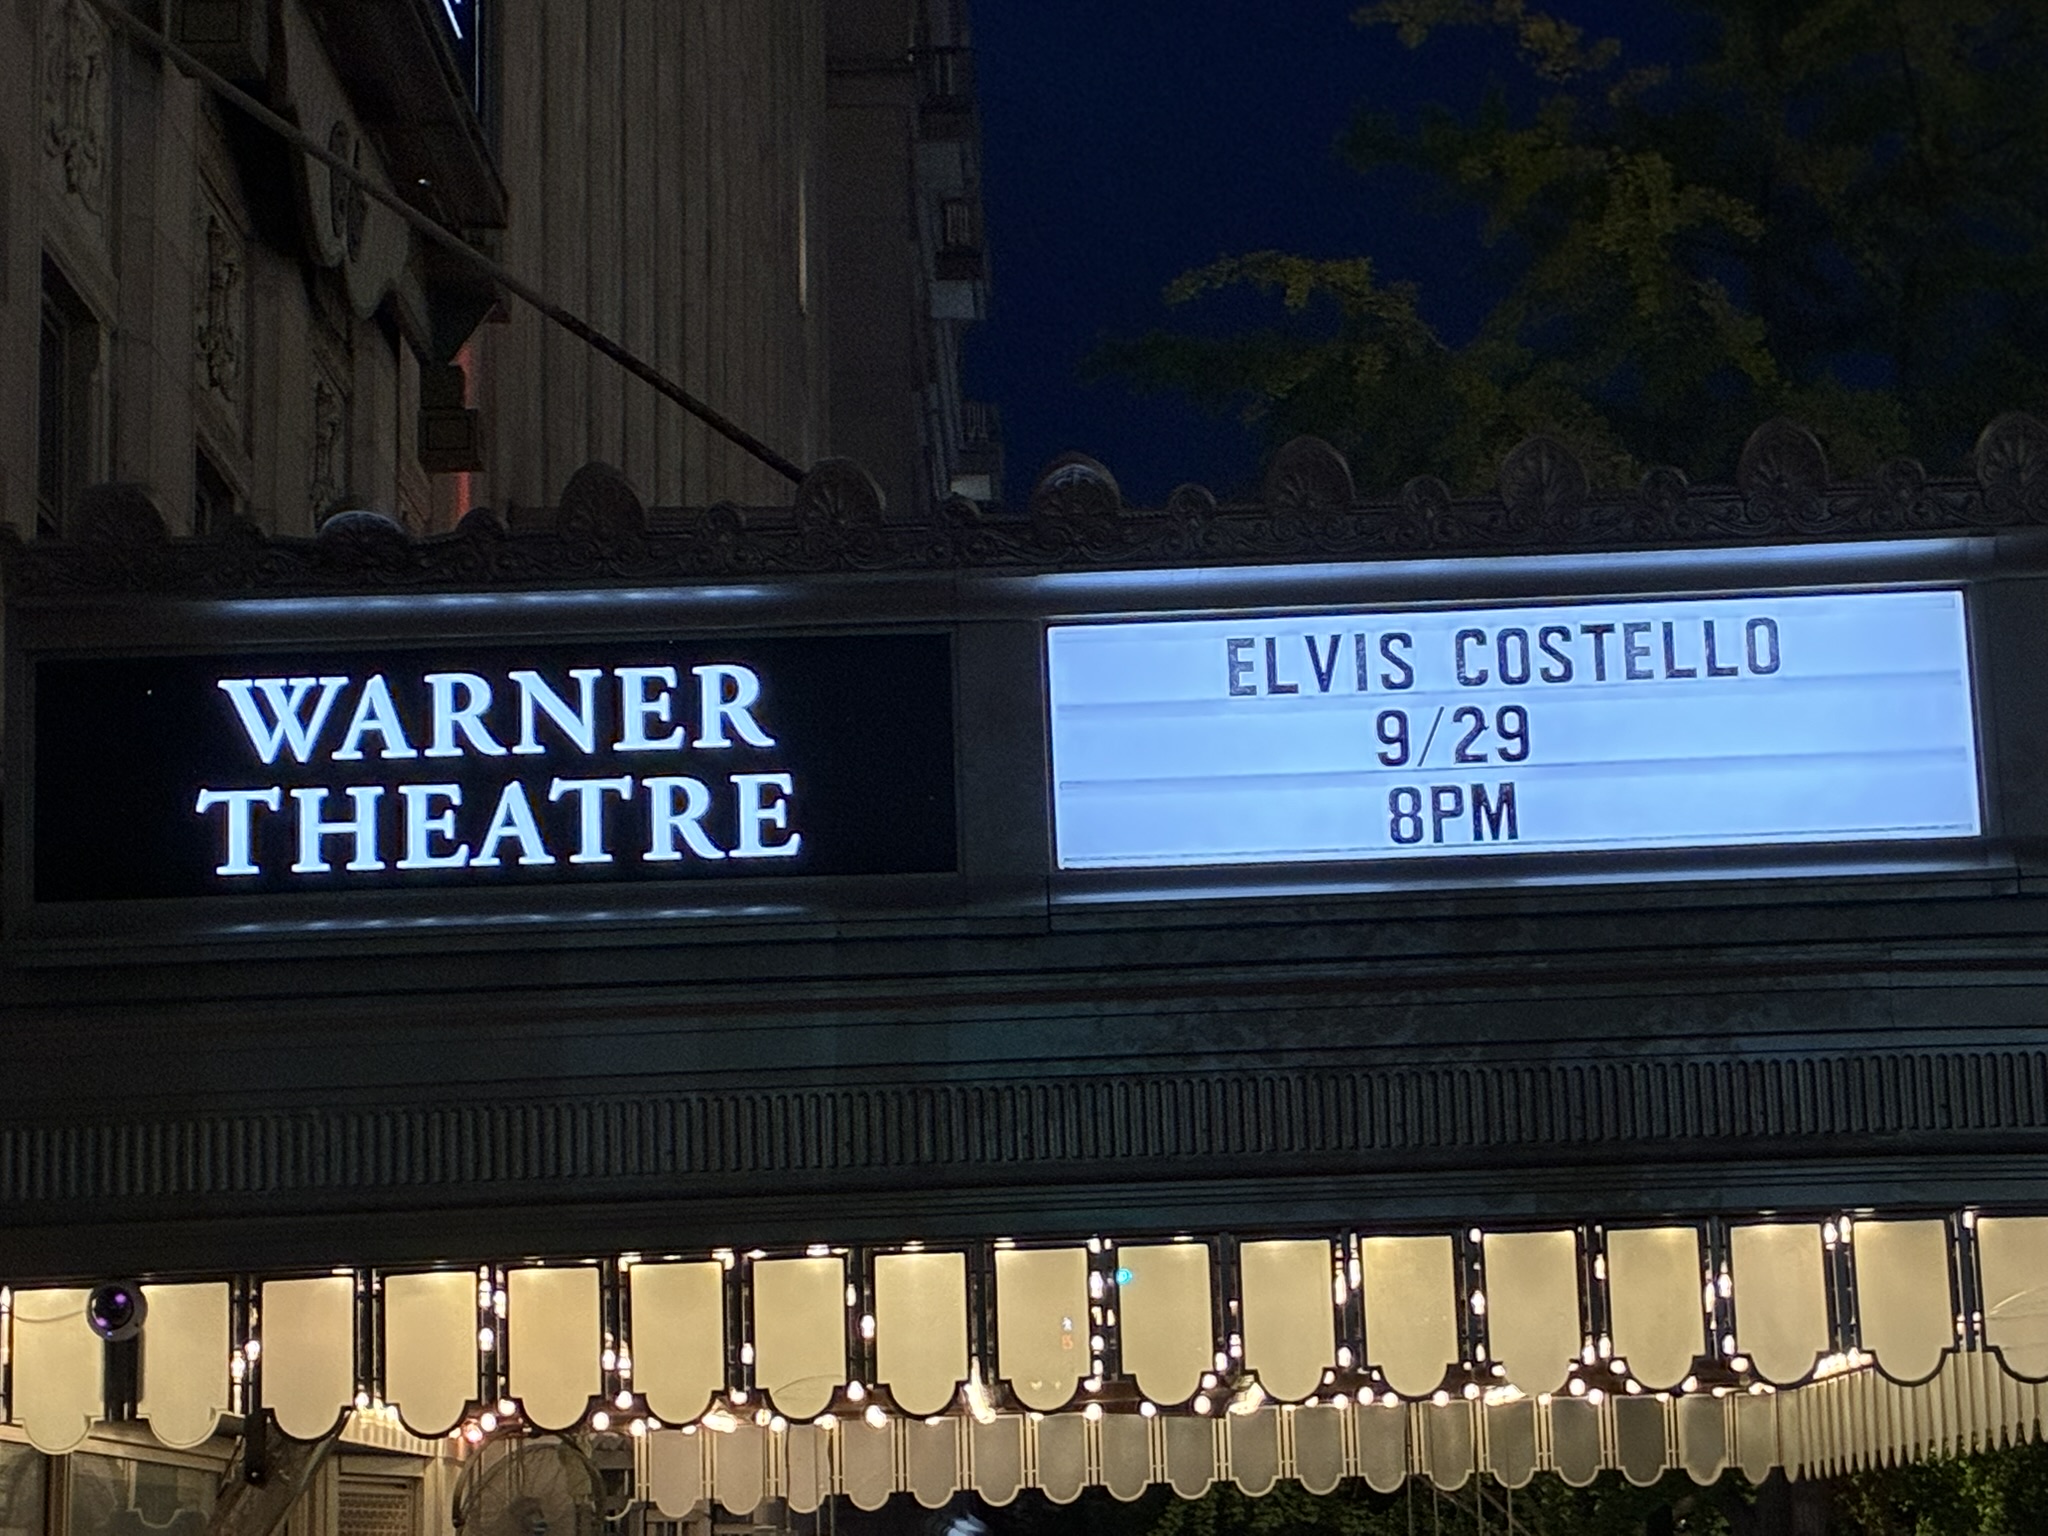 WARNER
THEATRE
ELVIS COSTELLO
9/29
8PM